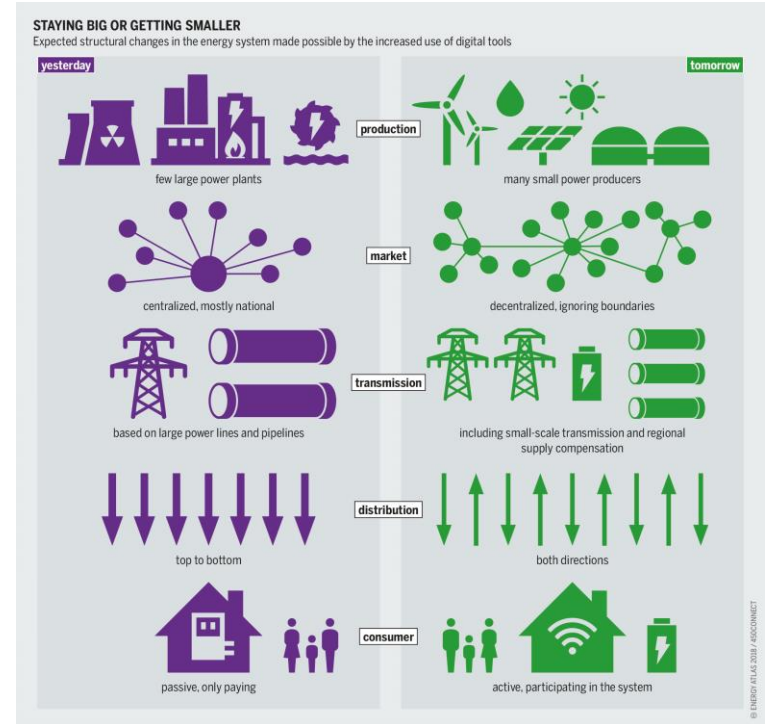 STAYING BIG OR GETTING SMALLER
Expected structural changes in the energy system made possible by the increased use of digital tools
yesterday
tomorrow
production
few large power plants
many small power producers
market
centralized, mostly national
decentralized, ignoring boundaries
transmission
based on large power lines and pipelines
including small-scale transmission and regional
supply compensation
distribution
top to bottom
both directions
consumer
passive, only paying
active, participating in the system
© ENERGY ATLAS 2018 / 450CONNECT